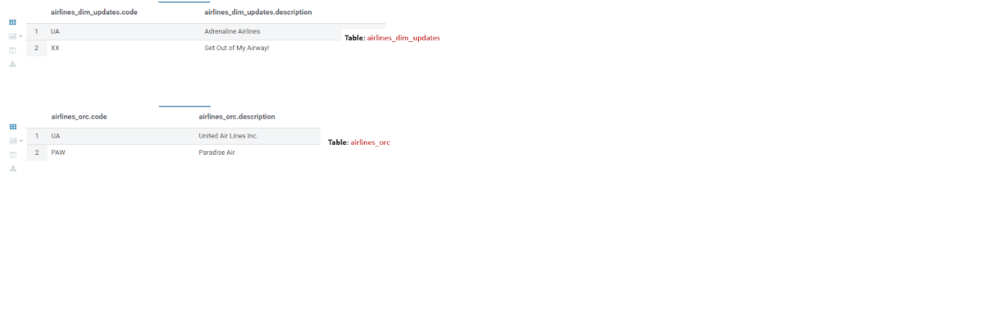 airlines_dim_updates.code airlines_dim_updates.description
1 UA Adrenaline Airlines
Table: airlines_dim_updates
2 XX Get Out of My Airway!
airlines_orc.code airlines_orc.description
1 UA United Air Lines Inc.
Table: airlines_orc
2 PAW Paradise Air